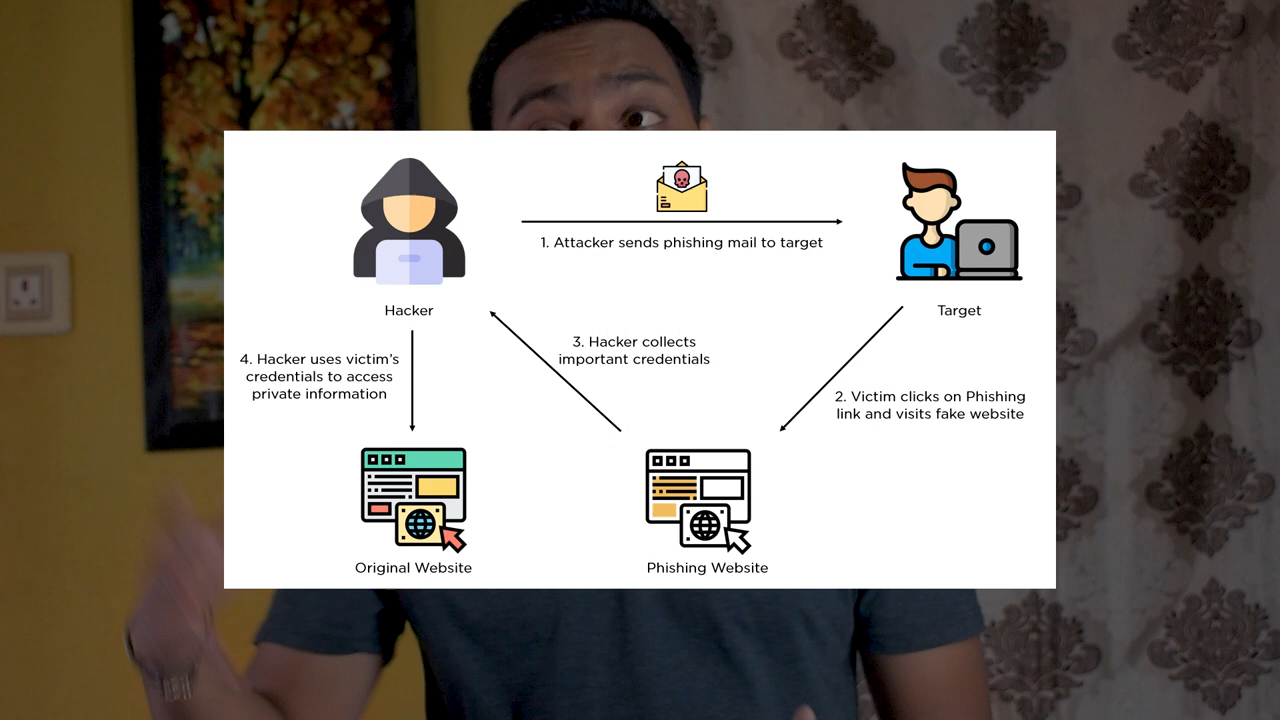 1. Attacker sends phishing mail to target
Hacker
Target
3. Hacker collects
important credentials
4. Hacker uses victim's
credentials to access
private information
2. Victim clicks on Phishing
link and visits fake website
Original Website
Phishing Website